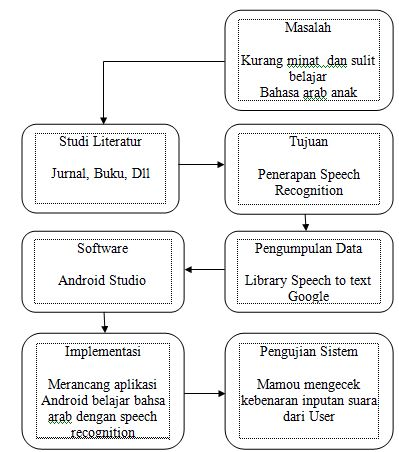 Masalah
Kurang minat dan sulit
belajar
Bahasa arab anak
Studi Literatur
Jurnal, Buku, Dll
Tujuan
Penerapan Speech
Recognition
Pengumpulan Data
Library Speech to text
Google
Software
Android Studio
Implementasi
Merancang aplikasi
Android belajar bahsa
arab dengan speech
recognition
Pengujian Sistem
Mamou mengecek
kebenaran inputan suara
dari User